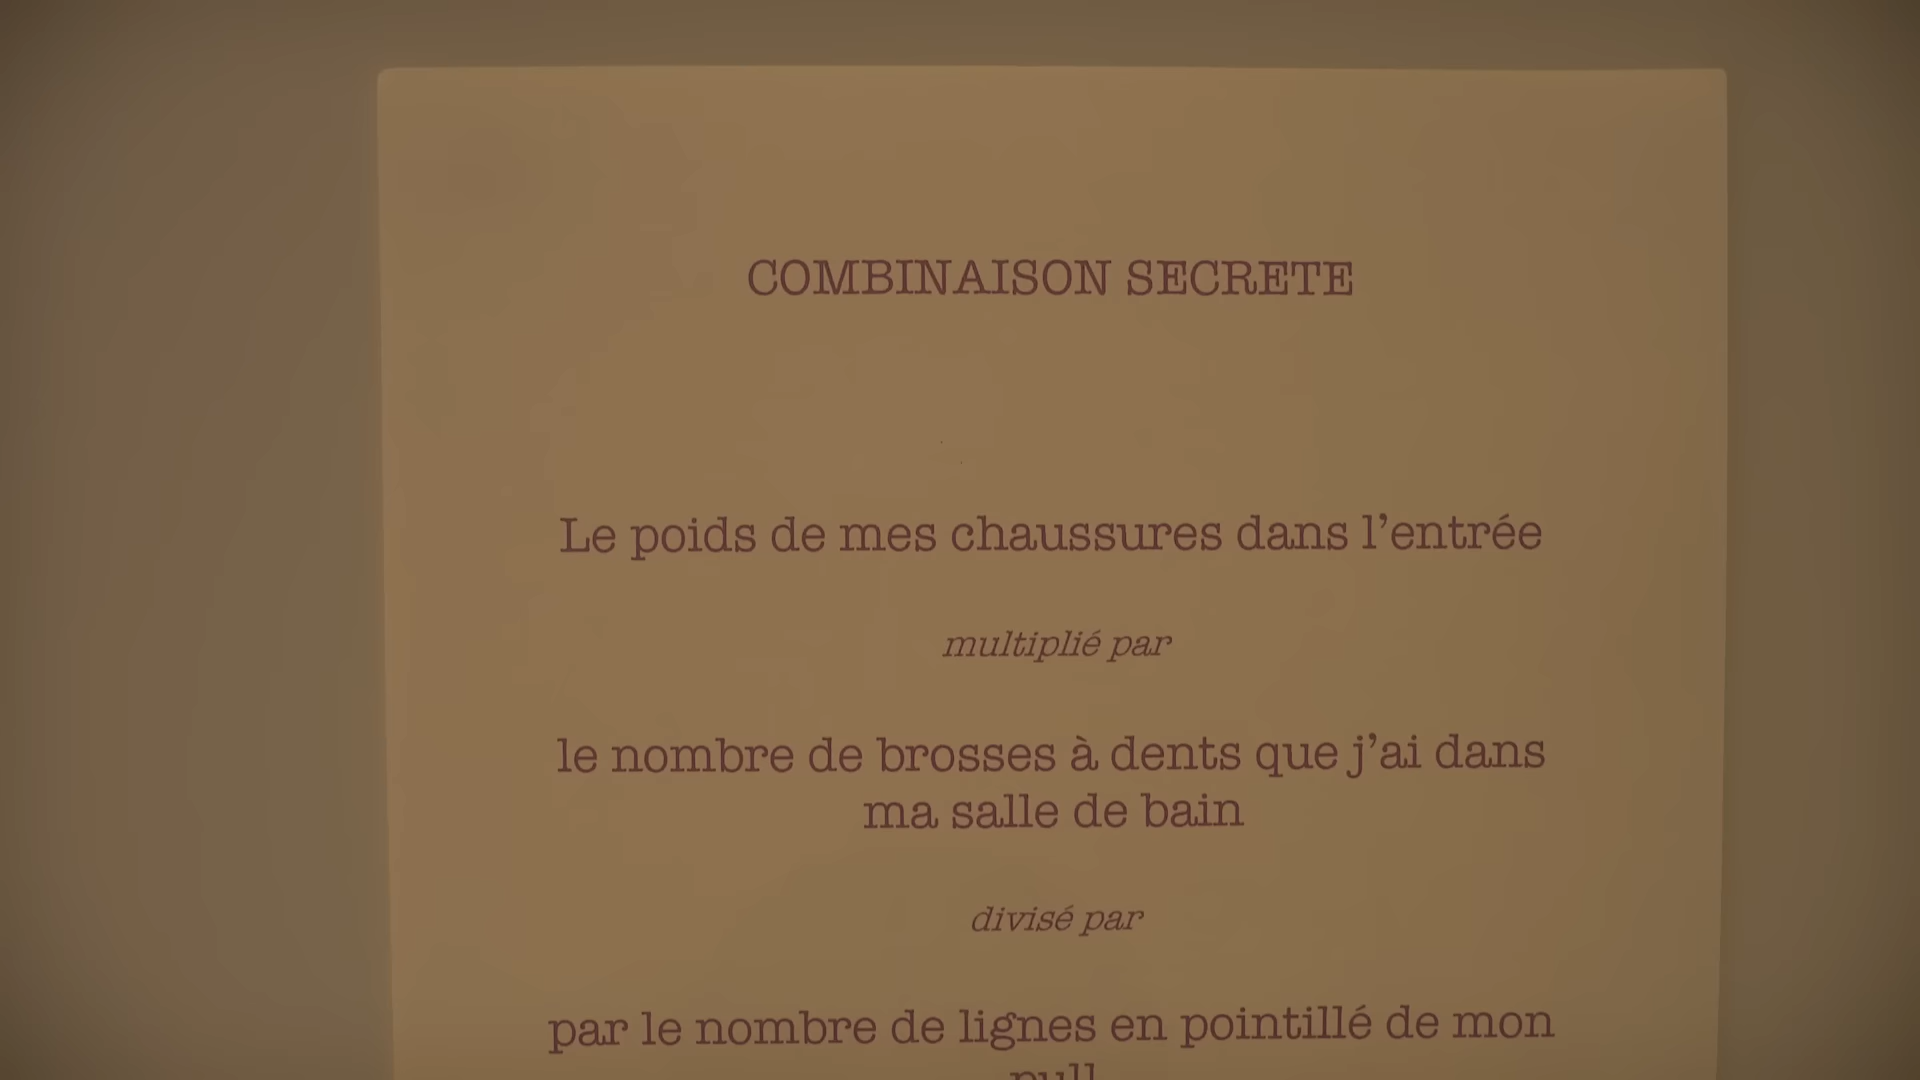 COMBINAISON SECRETE
Le poids de mes chaussures dans l’entrée
multiplié par
le nombre de brosses à dents que j’ai dans
ma salle de bain
divisé par
par le nombre de lignes en pointillé de mon
pull